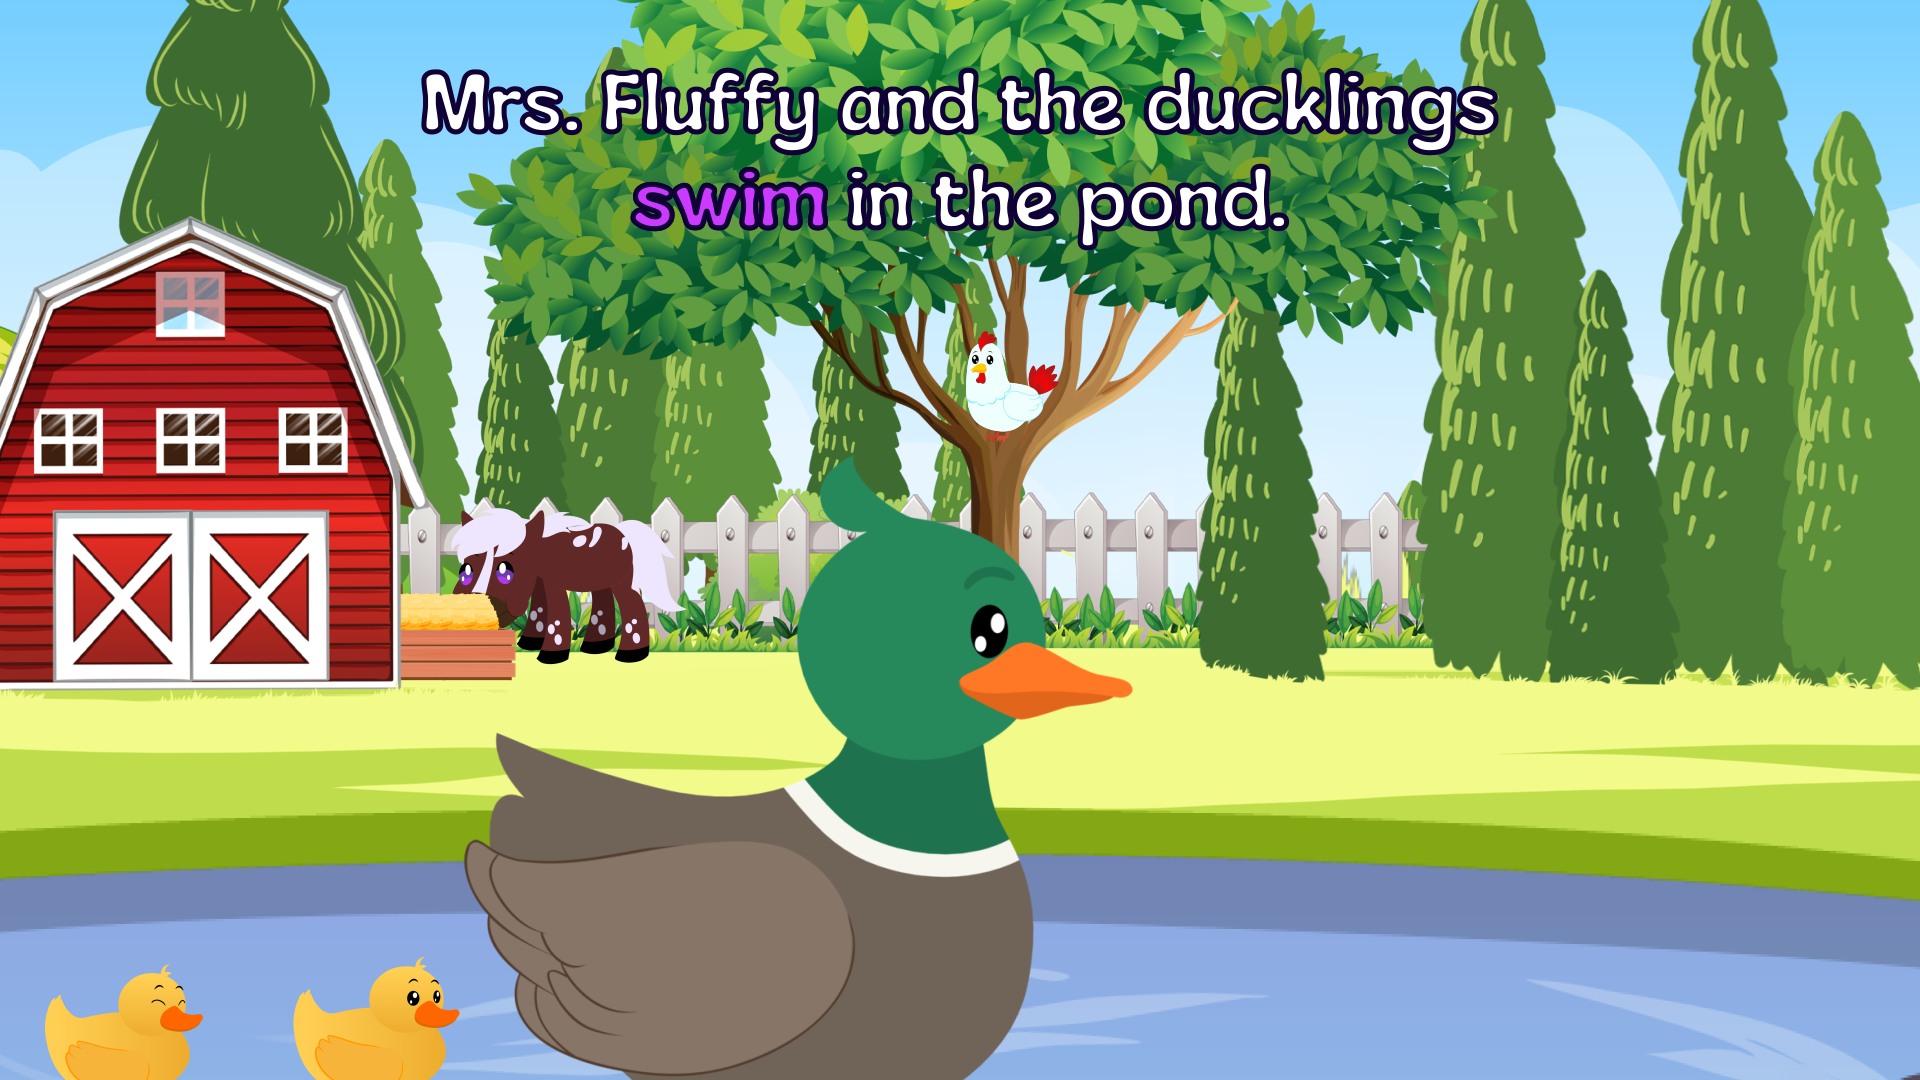 Mrs. Fluffy and the ducklings
swim in the pond.